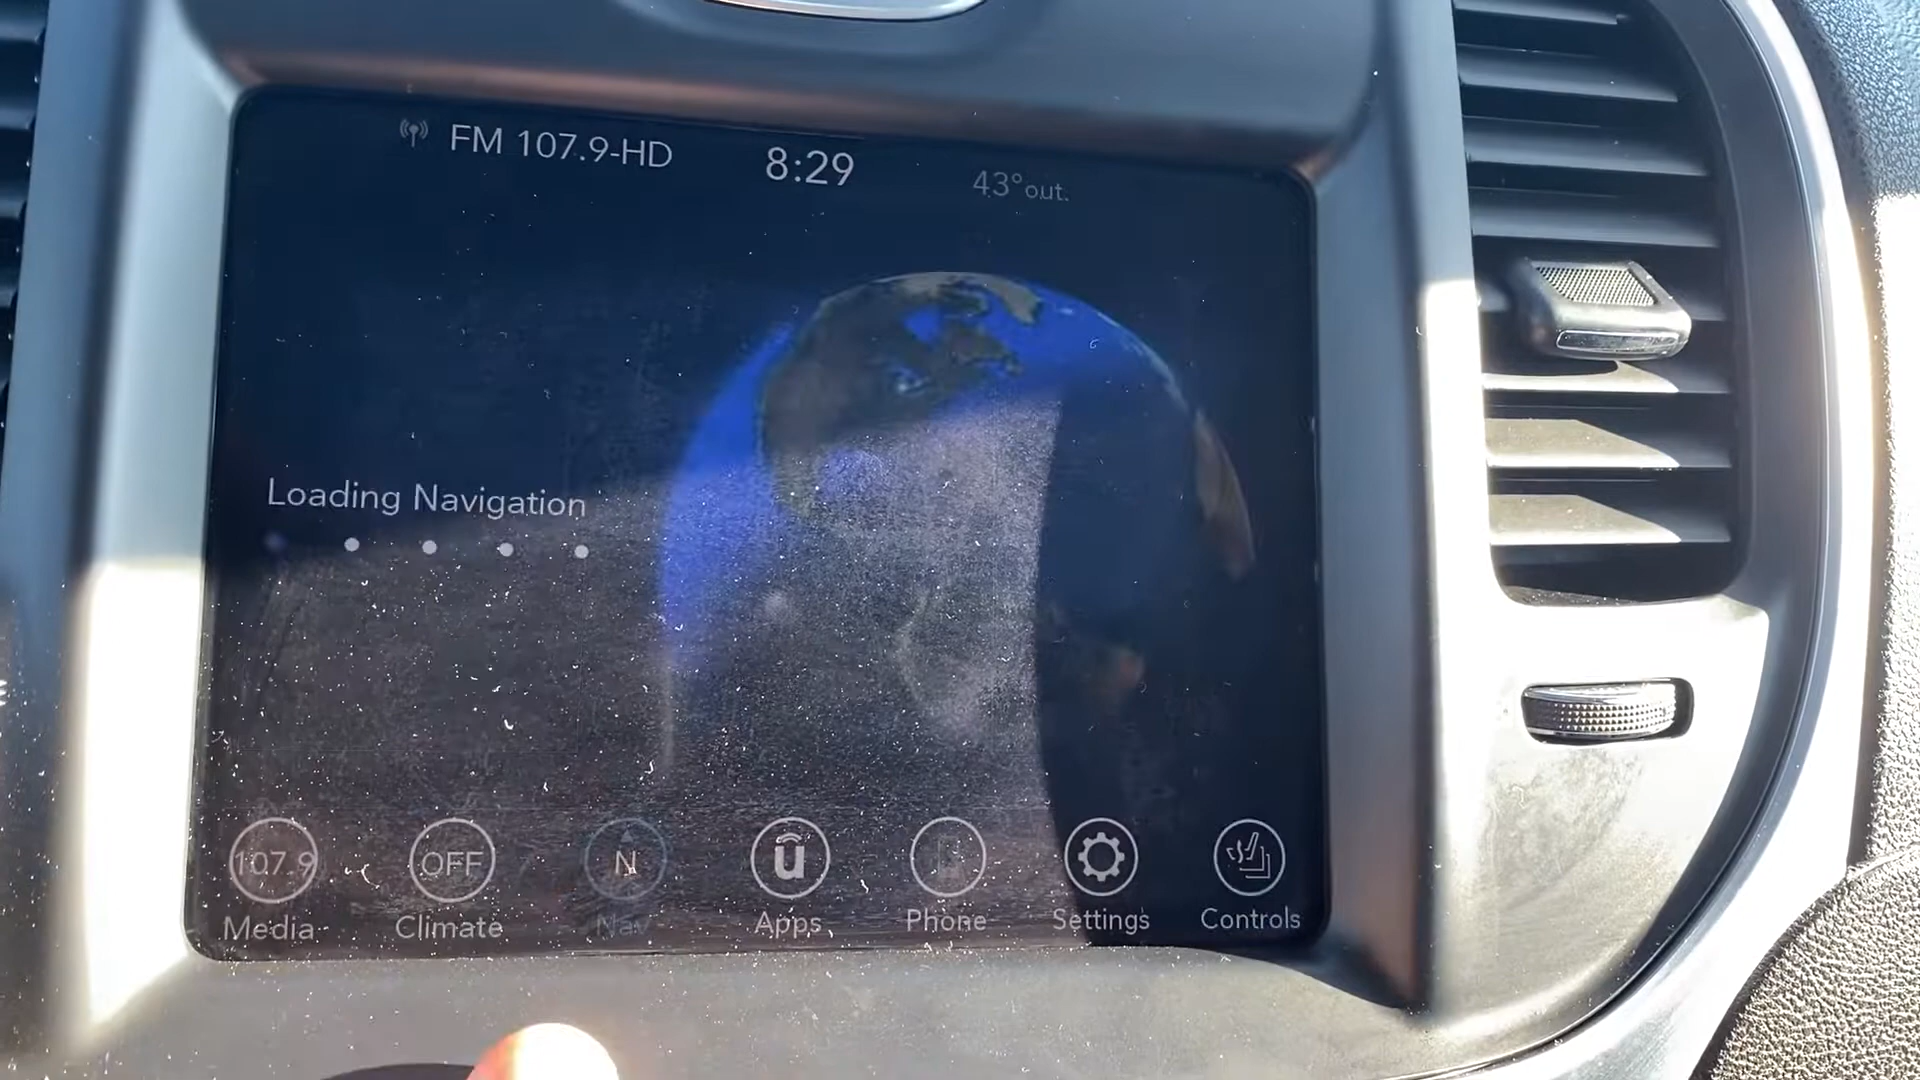 FM 107.9-HD
8:29
43°out.
Loading Navigation
107.9 OFF N ū
Media Climate Nav Apps Phone Settings Controls